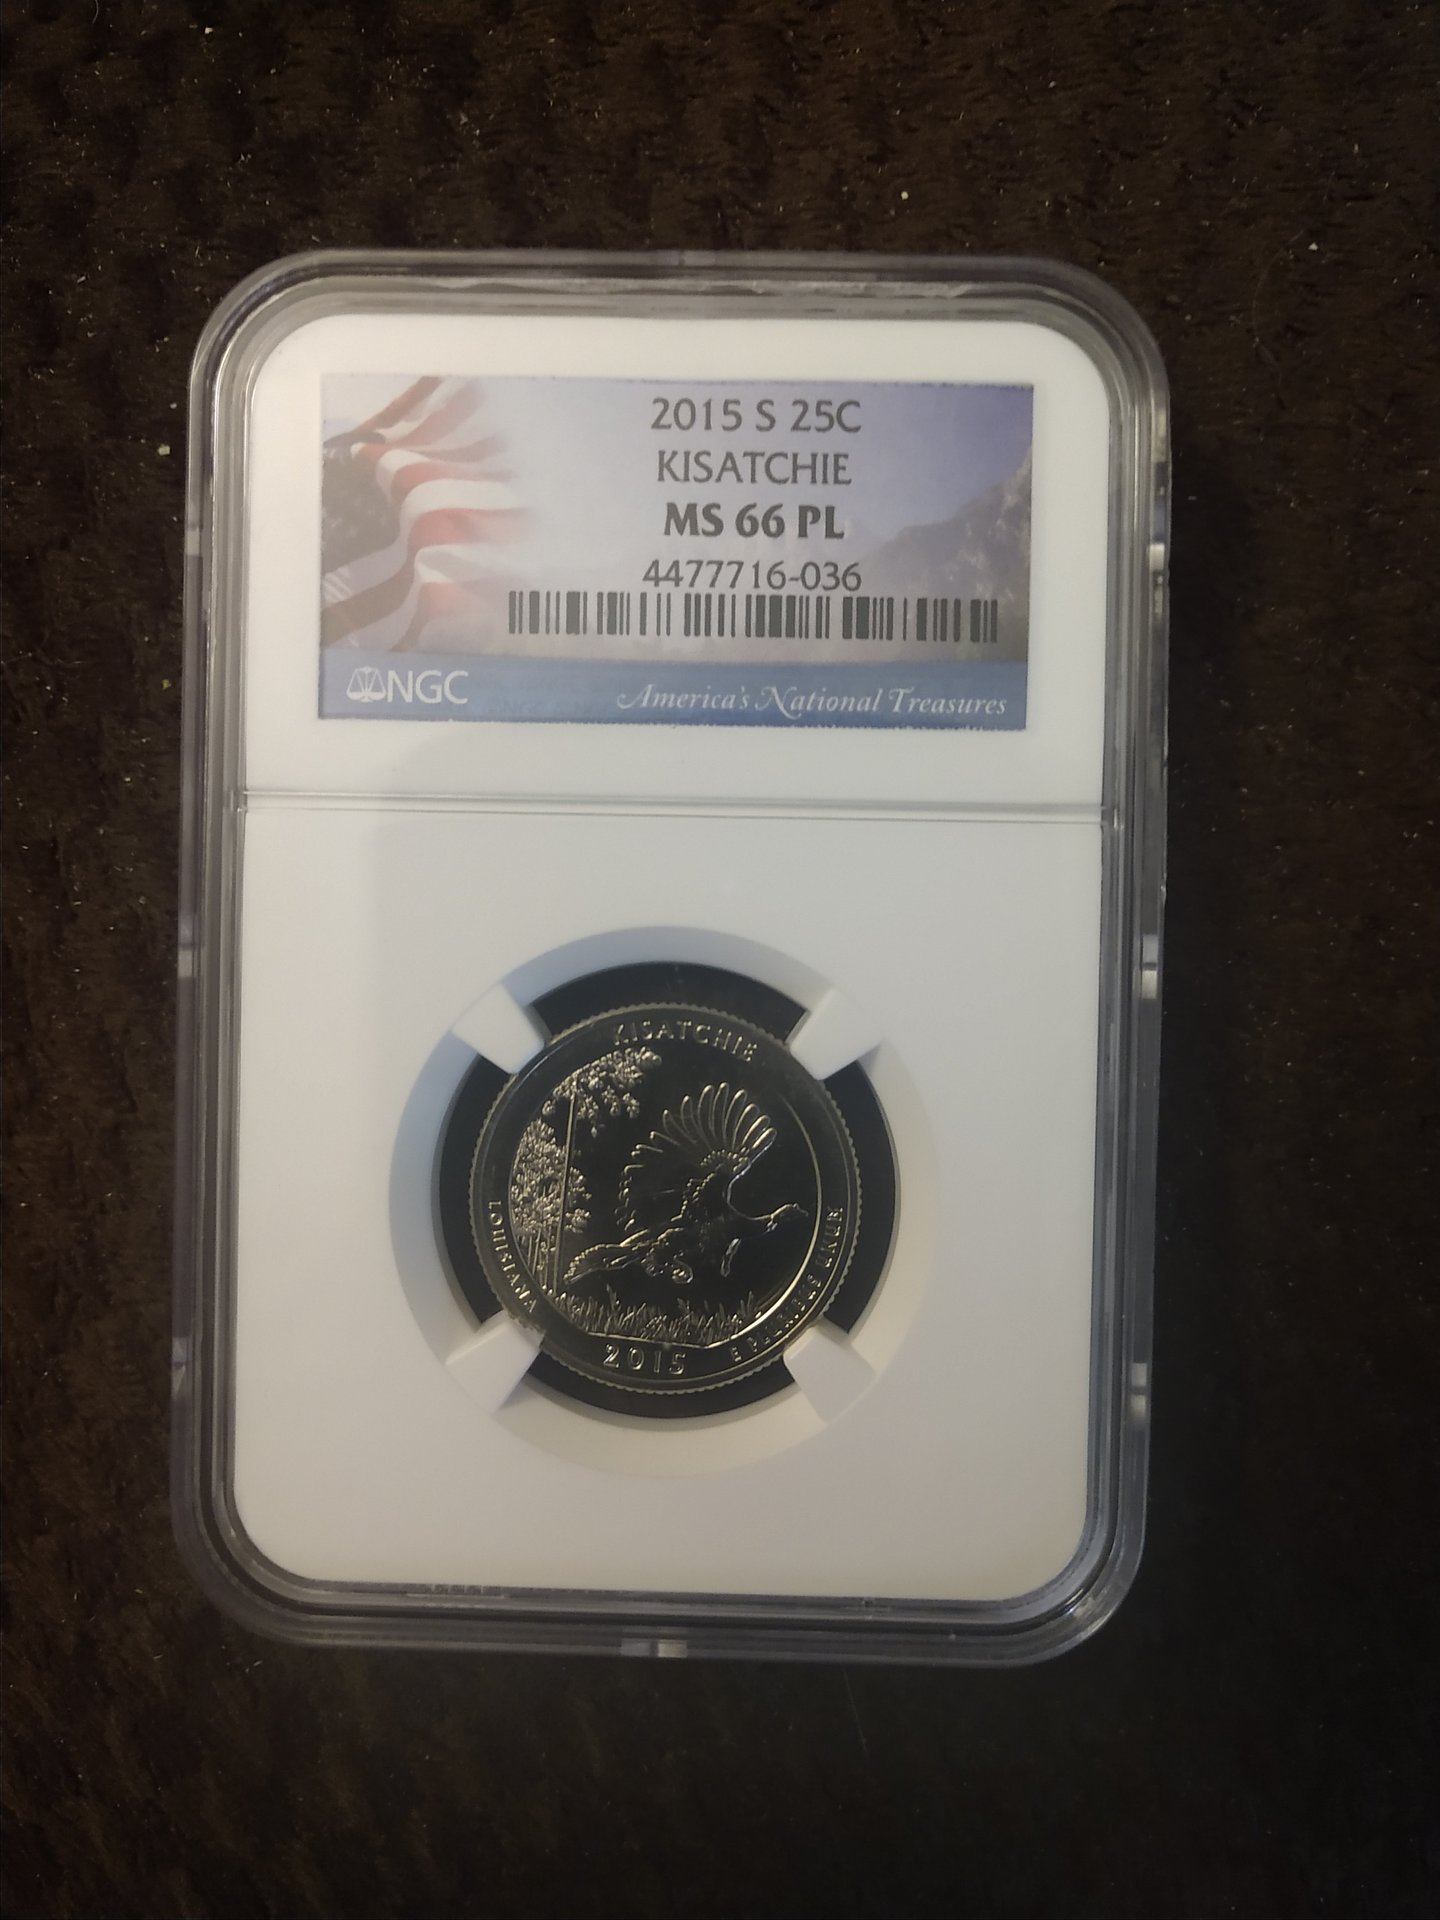 2015 S 25C
KISATCHIE
MS 66 PL
4477716-036
NGC
America's National Treasures
KISATCHIE
LOUISIANA
2015
E PLURIBUS UNUM